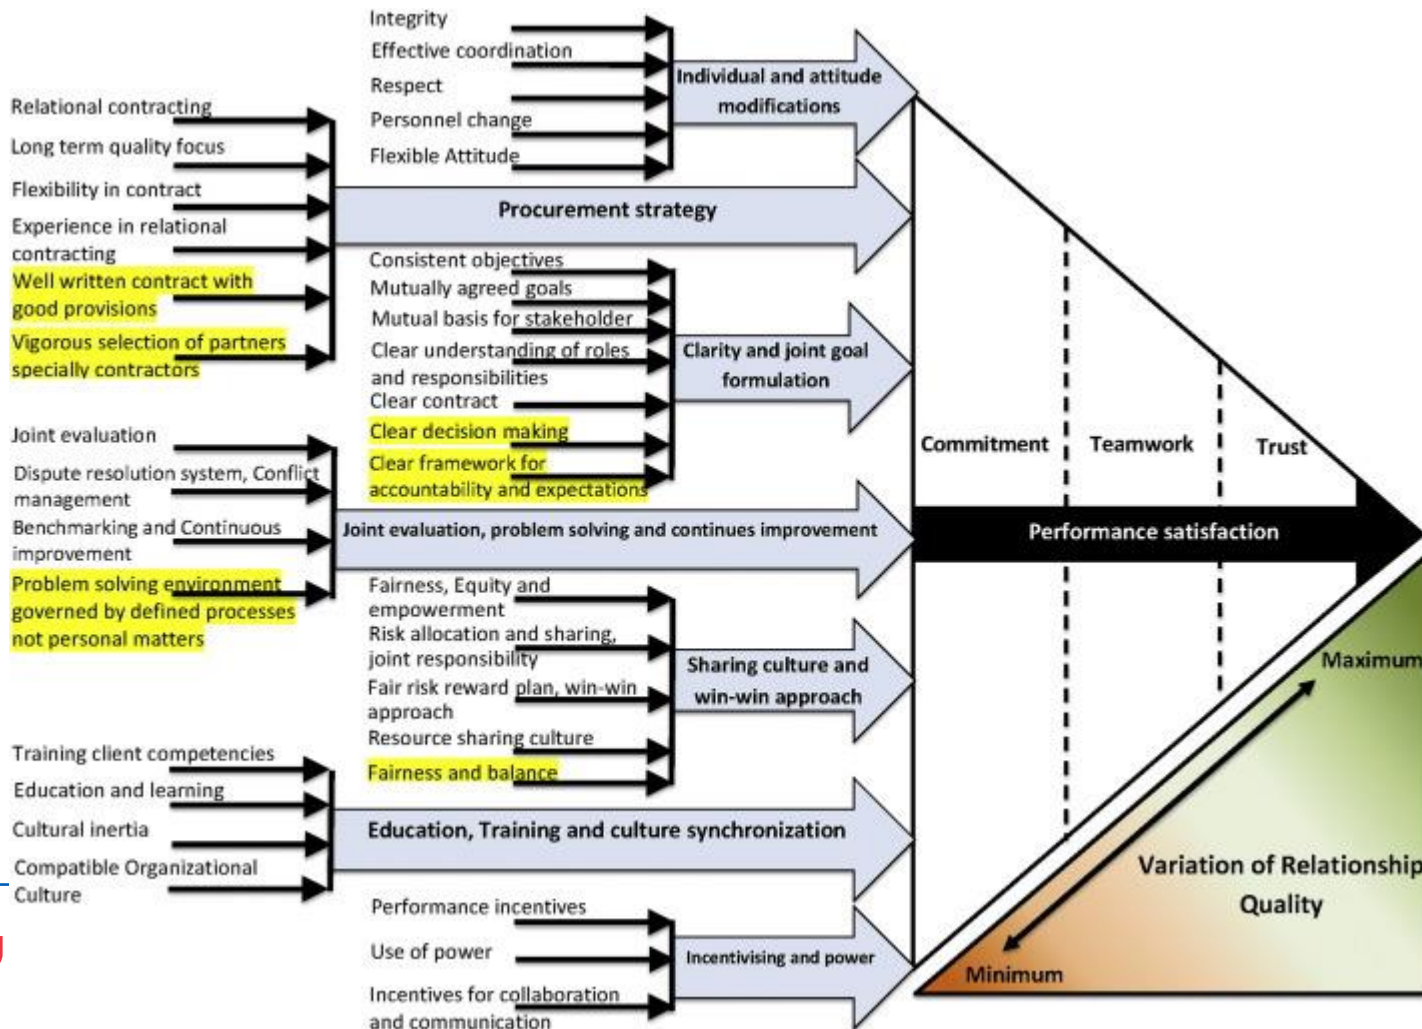 Integrity
Effective coordination
Respect
Personnel change
Flexible Attitude
Individual and attitude
modifications
Relational contracting
Long term quality focus
Flexibility in contract
Experience in relational
contracting
Well written contract with
good provisions
Vigorous selection of partners
specially contractors
Procurement strategy
Consistent objectives
Mutually agreed goals
Mutual basis for stakeholder
Clear understanding of roles
and responsibilities
Clear contract
Clear decision making
Clear framework for
accountability and expectations
Clarity and joint goal
formulation
Joint evaluation
Dispute resolution system, Conflict
management
Benchmarking and Continuous
improvement
Problem solving environment
governed by defined processes
not personal matters
Joint evaluation, problem solving and continues improvement
Fairness, Equity and
empowerment
Risk allocation and sharing,
joint responsibility
Fair risk reward plan, win-win
approach
Resource sharing culture
Fairness and balance
Sharing culture and
win-win approach
Training client competencies
Education and learning
Cultural inertia
Compatible Organizational
Culture
Education, Training and culture synchronization
Performance incentives
Use of power
Incentives for collaboration
and communication
Incentivising and power
Commitment
Teamwork
Trust
Performance satisfaction
Maximum
Variation of Relationship
Quality
Minimum